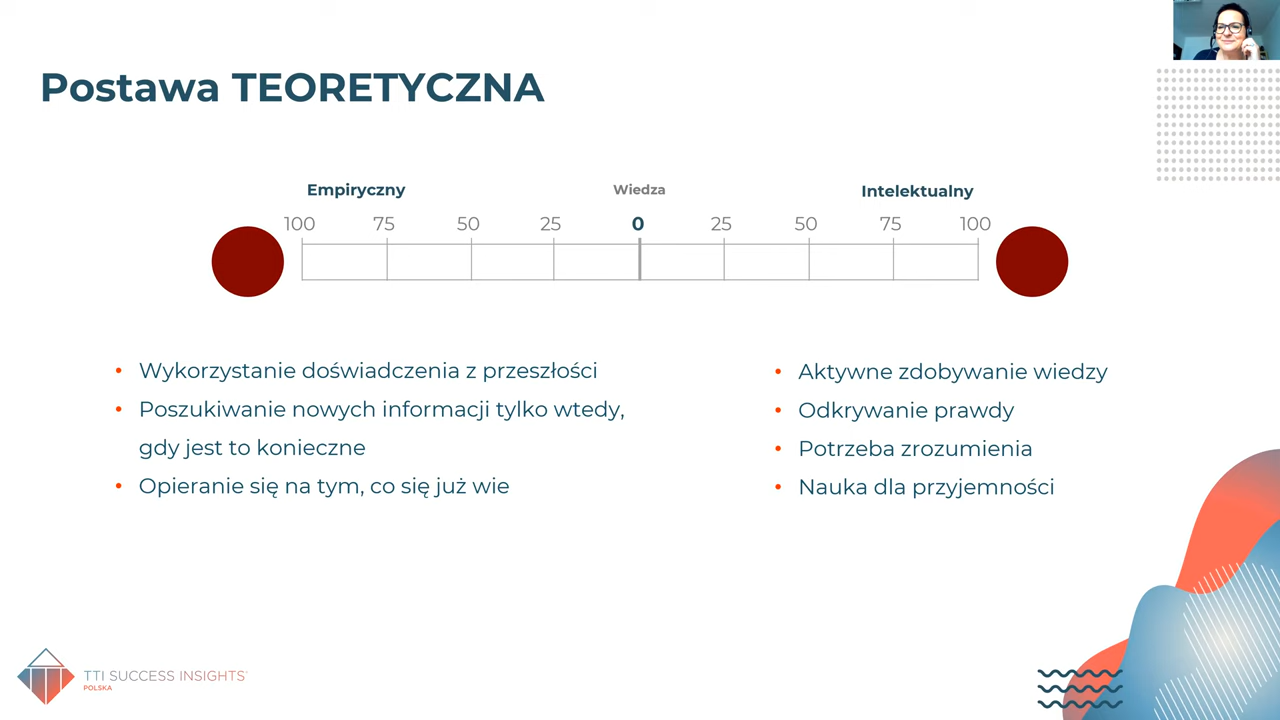 Postawa TEORETYCZNA
Empiryczny Wiedza Intelektualny
100 75 50 25 0 25 50 75 100
• Wykorzystanie doświadczenia z przeszłości
• Poszukiwanie nowych informacji tylko wtedy,
gdy jest to konieczne
• Opieranie się na tym, co się już wie
• Aktywne zdobywanie wiedzy
• Odkrywanie prawdy
• Potrzeba zrozumienia
• Nauka dla przyjemności
TTI SUCCESS INSIGHTS
POLSKA